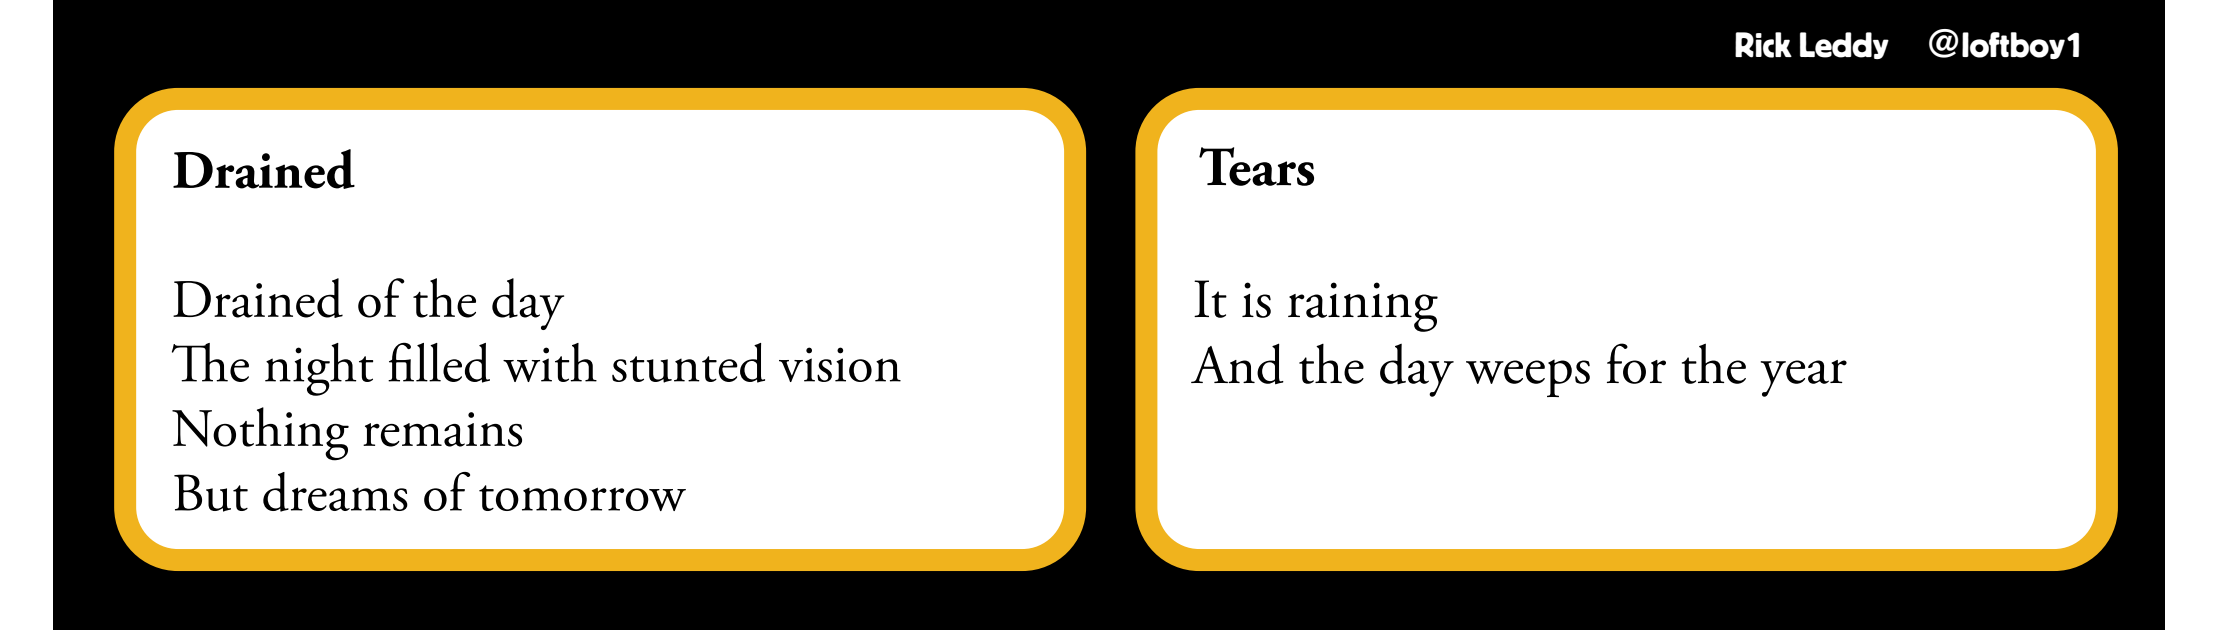 Rick Leddy @loftboy1
Drained
Drained of the day
The night filled with stunted vision
Nothing remains
But dreams of tomorrow
Tears
It is raining
And the day weeps for the year